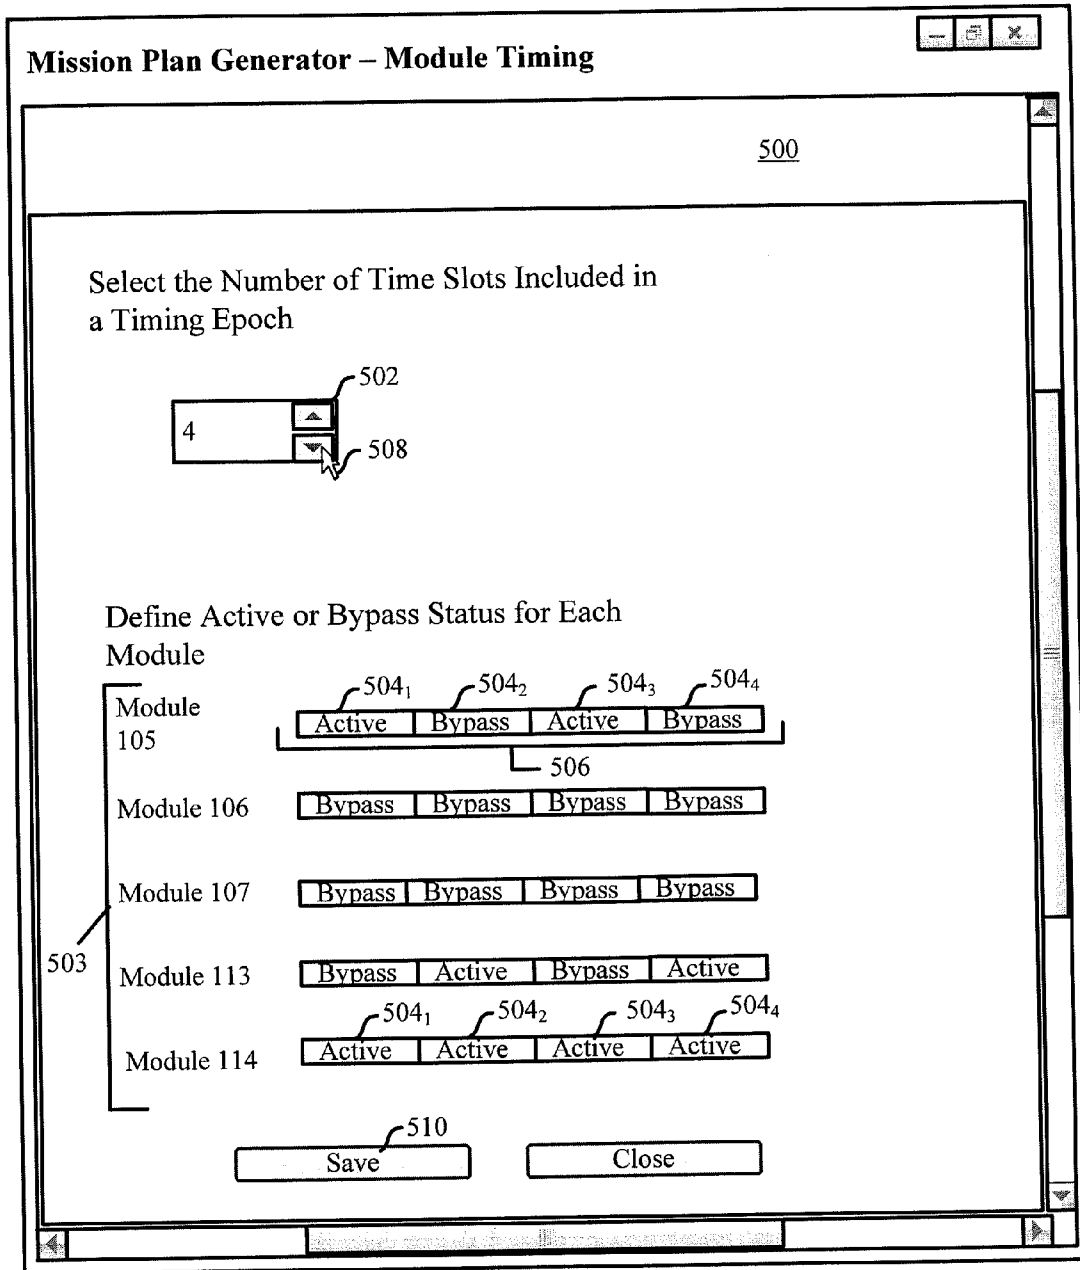 Mission Plan Generator – Module Timing
500
Select the Number of Time Slots Included in
a Timing Epoch
502
4
508
Define Active or Bypass Status for Each
Module
504₁ 504₂ 504₃ 504₄
Module
105
Active Bypass Active Bypass
506
Module 106 Bypass Bypass Bypass Bypass
Module 107 Bypass Bypass Bypass Bypass
503
Module 113 Bypass Active Bypass Active
504₁ 504₂ 504₃ 504₄
Module 114 Active Active Active Active
510
Save Close